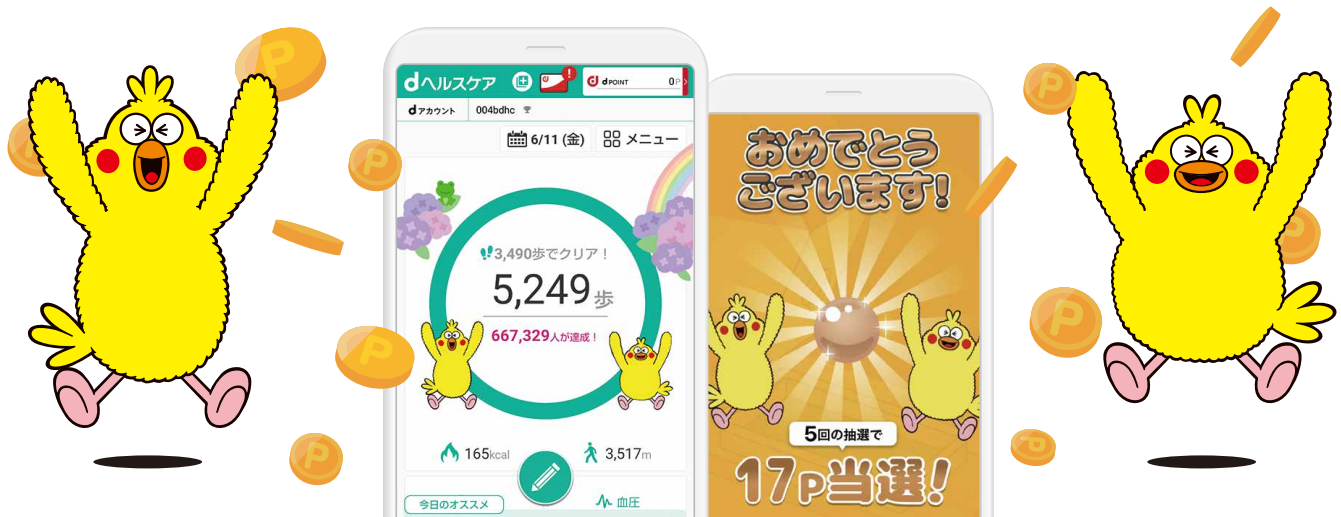 dヘルスケア
d POINT 0P
dアカウント 004bdhc
6/11 (金) メニュー
3,490歩でクリア！
5,249歩
667,329人が達成！
165kcal 3,517m
今日のオススメ 血圧
おめでとう
ございます!
5回の抽選で
17P当選!
P
P
P
P
P
P
P
P